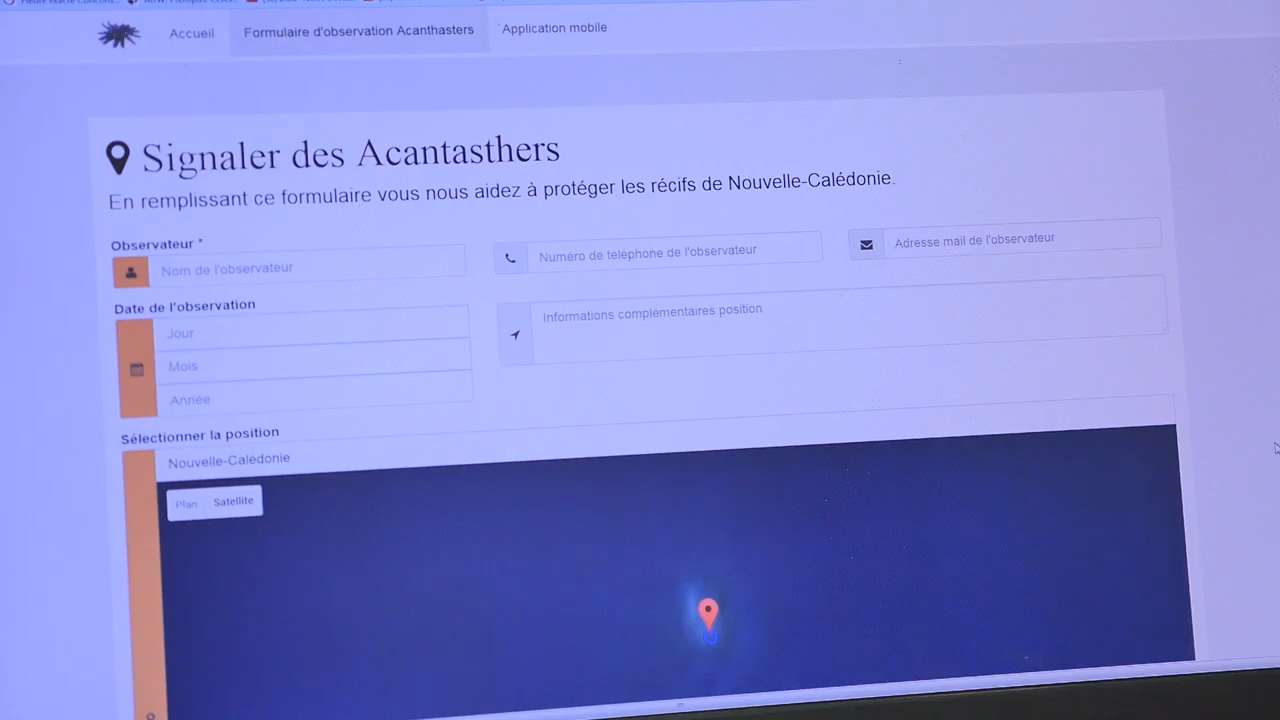 Accueil
Formulaire d'observation Acanthasters
Application mobile
Signaler des Acantasthers
En remplissant ce formulaire vous nous aidez à protéger les récifs de Nouvelle-Calédonie.
Observateur *
Nom de l'observateur
Numéro de téléphone de l'observateur
Adresse mail de l'observateur
Date de l'observation
Jour
Mois
Année
Informations complémentaires position
Sélectionner la position
Nouvelle-Calédonie
Plan
Satellite